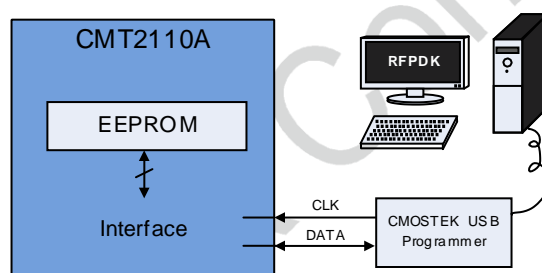 CMT2110A
RFPDK
EEPROM
Interface
CLK
DATA
CMOSTEK USB
Programmer